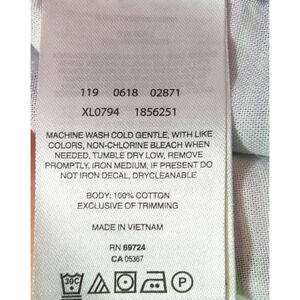 119 0618 02871
XL0794 1856251
MACHINE WASH COLD GENTLE, WITH LIKE
COLORS, NON-CHLORINE BLEACH WHEN
NEEDED, TUMBLE DRY LOW, REMOVE
PROMPTLY, IRON MEDIUM, IF PRESENT DO
NOT IRON DECAL, DRYCLEANABLE
BODY: 100% COTTON
EXCLUSIVE OF TRIMMING
MADE IN VIETNAM
RN 69724
CA 05367
30C